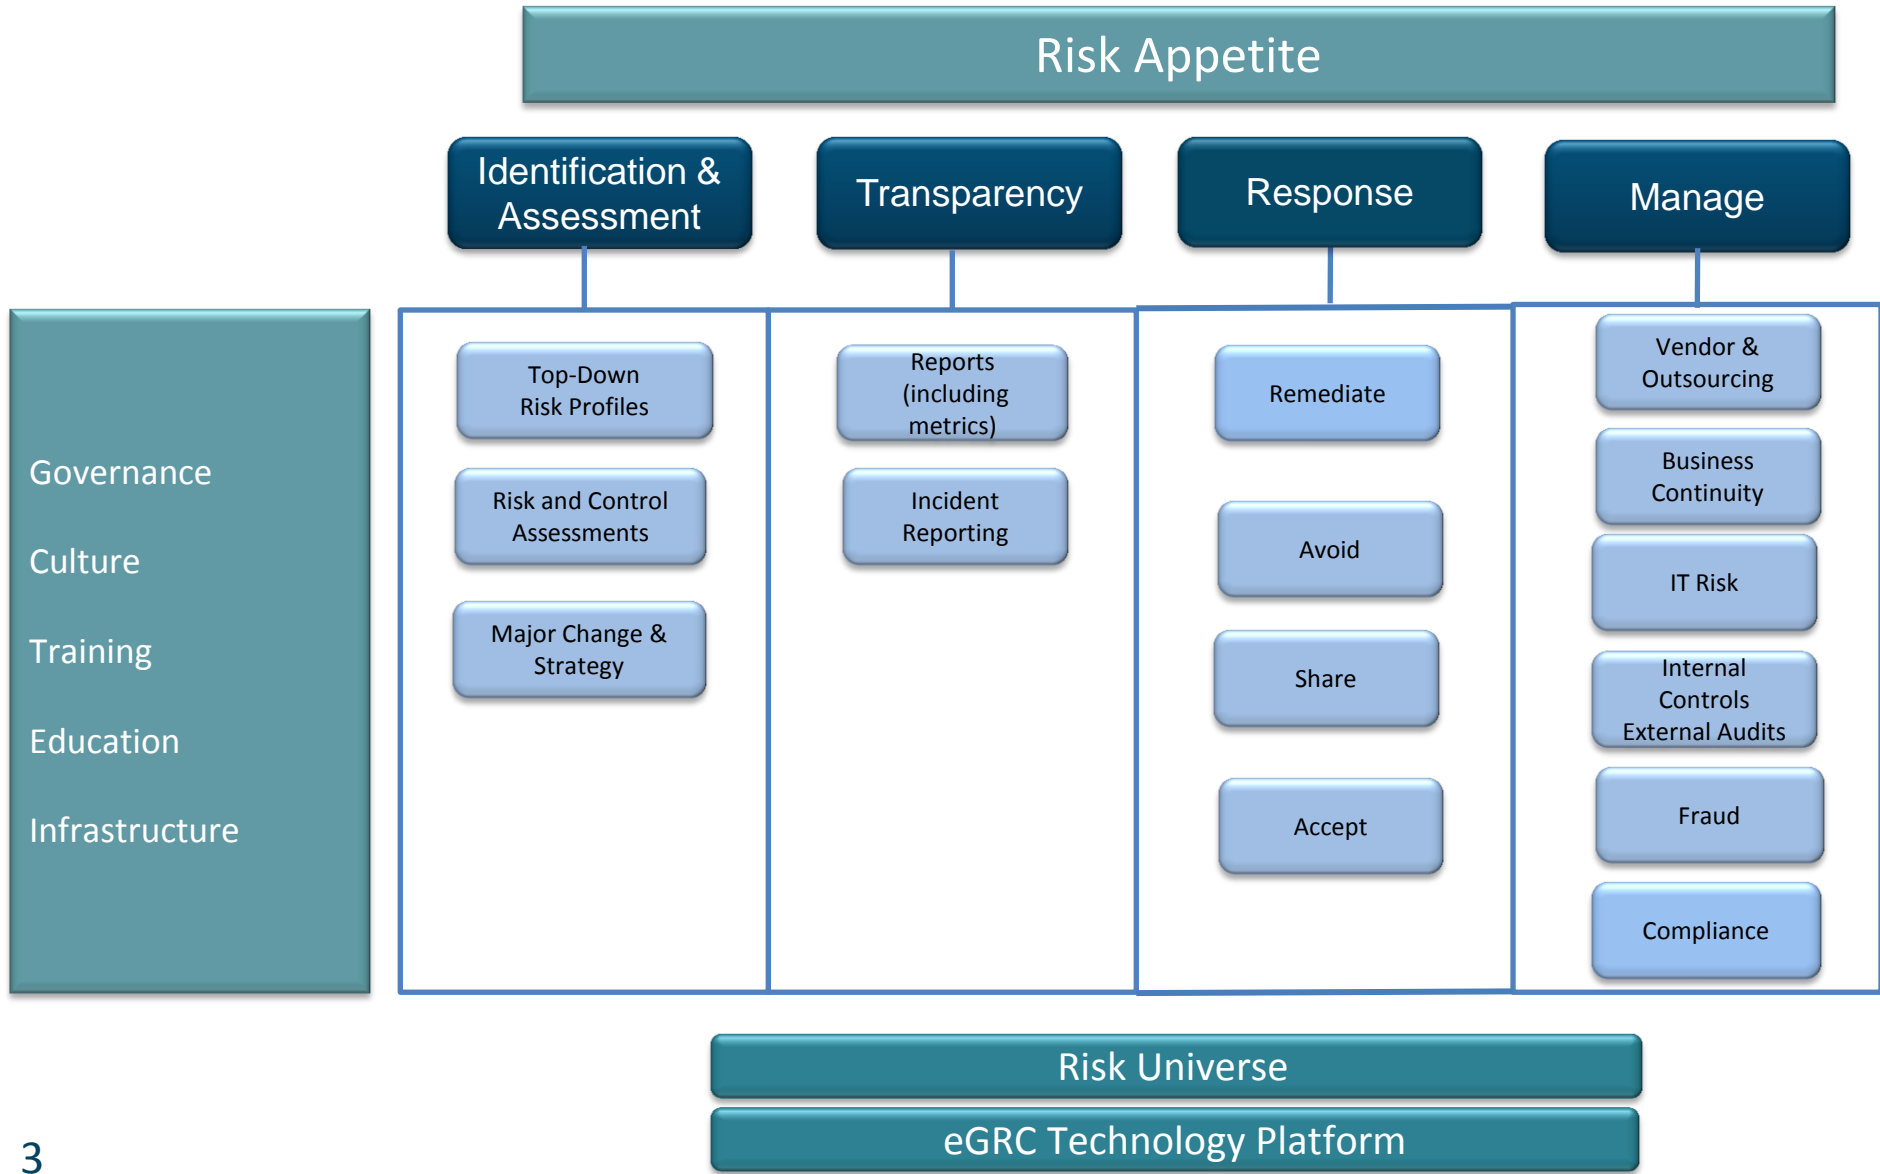 Risk Appetite
Identification &
Assessment
Transparency
Response
Manage
Governance
Culture
Training
Education
Infrastructure
Top-Down
Risk Profiles
Risk and Control
Assessments
Major Change &
Strategy
Reports
(including
metrics)
Incident
Reporting
Remediate
Avoid
Share
Accept
Vendor &
Outsourcing
Business
Continuity
IT Risk
Internal
Controls
External Audits
Fraud
Compliance
Risk Universe
eGRC Technology Platform
3